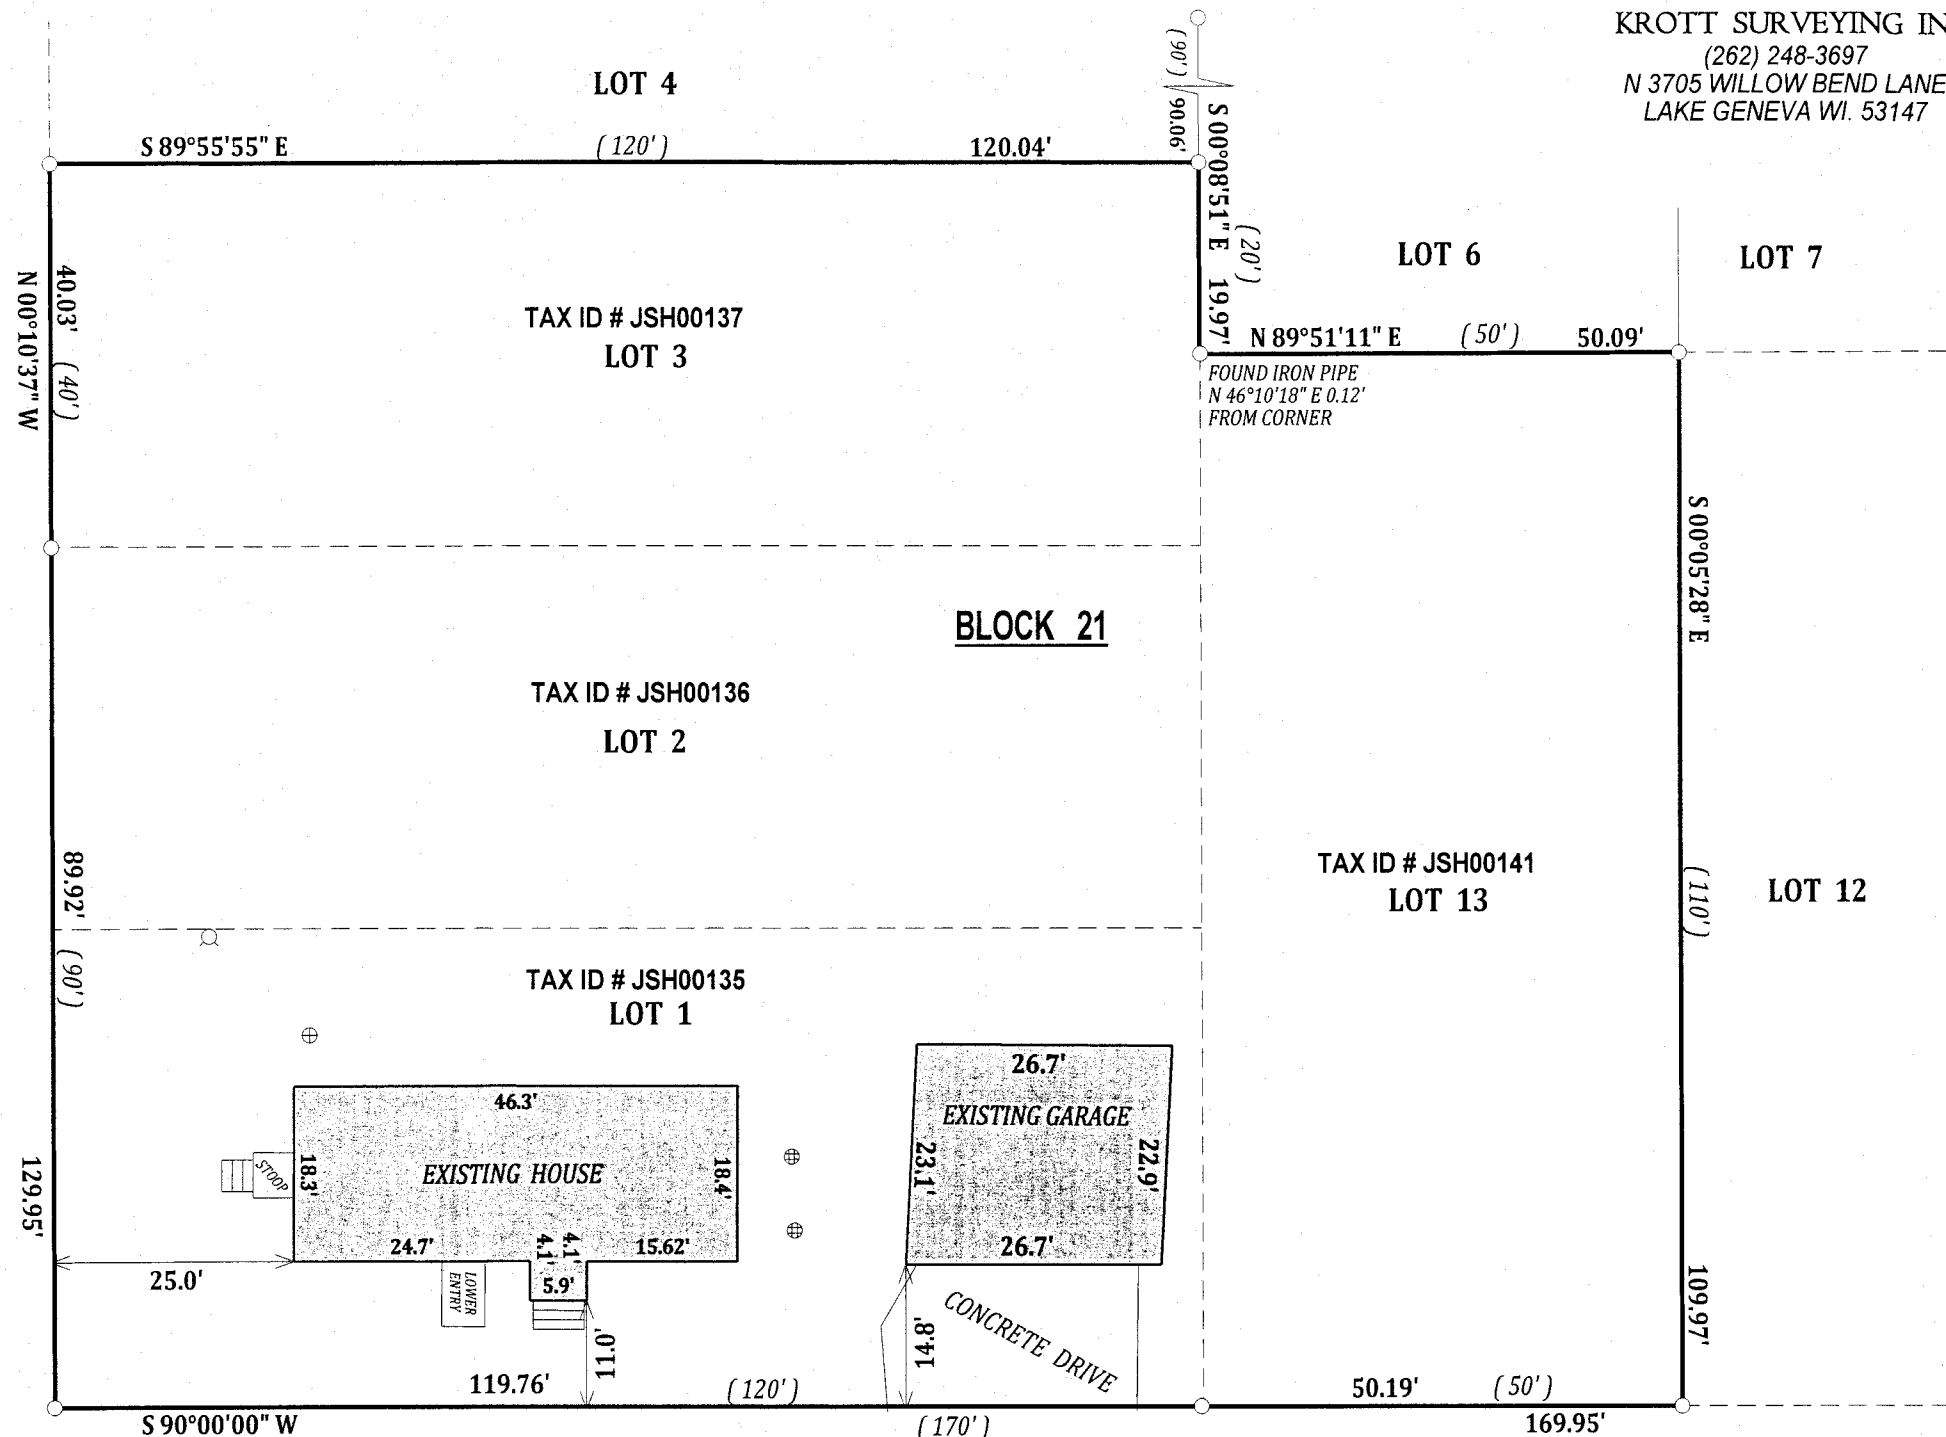 KROTT SURVEYING IN
(262) 248-3697
N 3705 WILLOW BEND LANE
LAKE GENEVA WI. 53147
LOT 4
(90')
90.06'
S 89°55'55" E
(120')
120.04'
S 00°08'51" E 19.97'
(20')
LOT 6
LOT 7
40.03'
(40')
N 00°10'37" W
TAX ID # JSH00137
LOT 3
N 89°51'11" E
(50')
50.09'
FOUND IRON PIPE
N 46°10'18" E 0.12'
FROM CORNER
S 00°05'28" E
BLOCK 21
TAX ID # JSH00136
LOT 2
89.92'
(90')
TAX ID # JSH00141
LOT 13
(110')
LOT 12
TAX ID # JSH00135
LOT 1
26.7'
46.3'
EXISTING GARAGE
129.95'
STOOP
18.3'
EXISTING HOUSE
18.4'
23.1'
22.9'
24.7'
4.1'
4.1'
15.62'
26.7'
25.0'
LOWER
ENTRY
5.9'
11.0'
14.8'
CONCRETE DRIVE
109.97'
119.76'
(120')
50.19'
(50')
S 90°00'00" W
(170')
169.95'